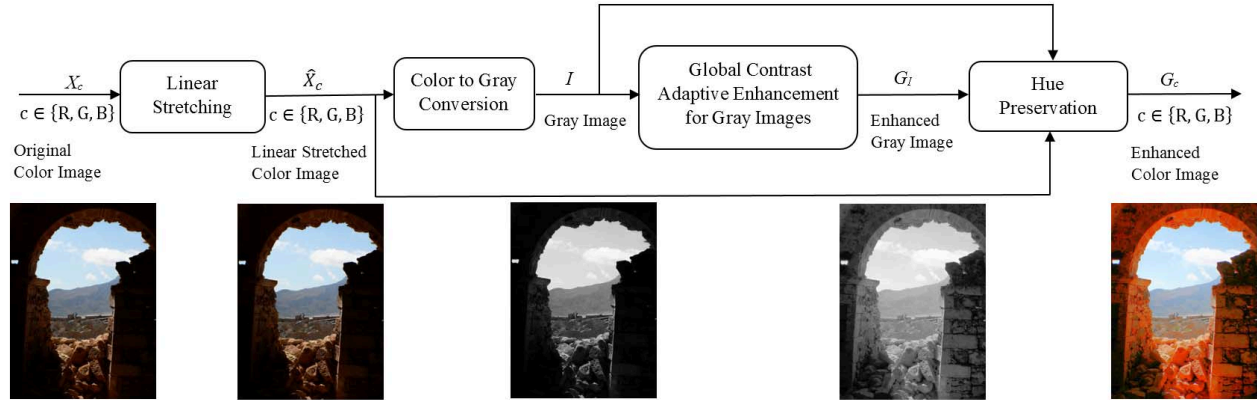 X_c
c ∈ {R, G, B}
Original
Color Image
Linear
Stretching
X̂_c
c ∈ {R, G, B}
Linear Stretched
Color Image
Color to Gray
Conversion
I
Gray Image
Global Contrast
Adaptive Enhancement
for Gray Images
G_I
Enhanced
Gray Image
Hue
Preservation
G_c
c ∈ {R, G, B}
Enhanced
Color Image